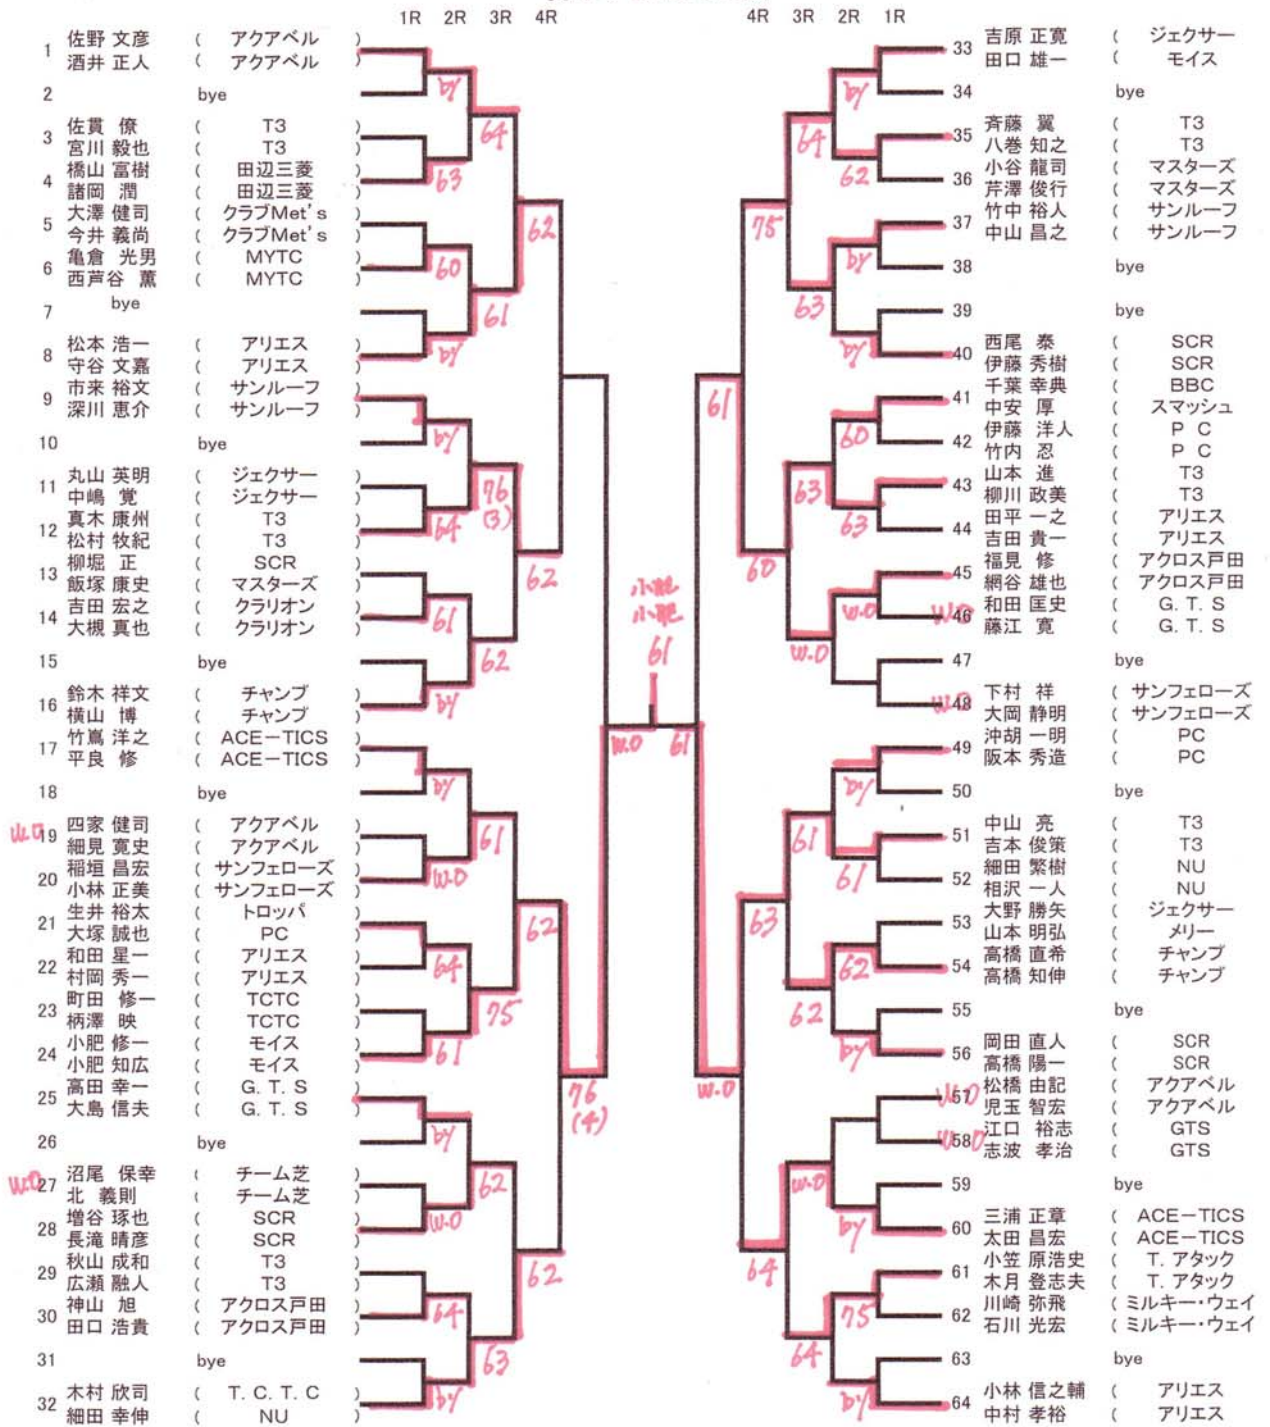 1R 2R 3R 4R
4R 3R 2R 1R
1 佐野 文彦 ( アクアベル )
酒井 正人 ( アクアベル )
2 bye
3 佐貫 僚 ( T3 )
宮川 毅也 ( T3 )
4 橋山 富樹 ( 田辺三菱 )
諸岡 潤 ( 田辺三菱 )
5 大澤 健司 ( クラブMet's )
今井 義尚 ( クラブMet's )
6 亀倉 光男 ( MYTC )
西芦谷 薫 ( MYTC )
7 bye
8 松本 浩一 ( アリエス )
守谷 文嘉 ( アリエス )
9 市来 裕文 ( サンルーフ )
深川 恵介 ( サンルーフ )
10 bye
11 丸山 英明 ( ジェクサー )
中嶋 覚 ( ジェクサー )
12 真木 康州 ( T3 )
松村 牧紀 ( T3 )
13 柳堀 正 ( SCR )
飯塚 康史 ( マスターズ )
14 吉田 宏之 ( クラリオン )
大槻 真也 ( クラリオン )
15 bye
16 鈴木 祥文 ( チャンプ )
横山 博 ( チャンプ )
17 竹嶌 洋之 ( ACE－TICS )
平良 修 ( ACE－TICS )
18 bye
W.O 19 四家 健司 ( アクアベル )
細見 寛史 ( アクアベル )
20 稲垣 昌宏 ( サンフェローズ )
小林 正美 ( サンフェローズ )
21 生井 裕太 ( トロッパ )
大塚 誠也 ( PC )
22 和田 星一 ( アリエス )
村岡 秀一 ( アリエス )
23 町田 修一 ( TCTC )
柄澤 映 ( TCTC )
24 小肥 修一 ( モイス )
小肥 知広 ( モイス )
25 高田 幸一 ( G. T. S )
大島 信夫 ( G. T. S )
26 bye
W.O 27 沼尾 保幸 ( チーム芝 )
北 義則 ( チーム芝 )
28 増谷 琢也 ( SCR )
長滝 晴彦 ( SCR )
29 秋山 成和 ( T3 )
広瀬 融人 ( T3 )
30 神山 旭 ( アクロス戸田 )
田口 浩貴 ( アクロス戸田 )
31 bye
32 木村 欣司 ( T. C. T. C )
細田 幸伸 ( NU )
by
63
60
by
by
64
61
by
by
W.O
64
61
by
W.O
64
by
64
61
76
(3)
62
61
75
62
63
62
62
62
62
76
(4)
小肥
小肥
61
W.O 61
61
W.O
75
60
63
64
64
63
63
W.O
61
62
W.O
64
by
62
by
by
60
63
W.O
by
61
62
by
by
75
by
33 吉原 正寛 ( ジェクサー
田口 雄一 ( モイス
34 bye
35 斉藤 翼 ( T3
八巻 知之 ( T3
36 小谷 龍司 ( マスターズ
芹澤 俊行 ( マスターズ
37 竹中 裕人 ( サンルーフ
中山 昌之 ( サンルーフ
38 bye
39 bye
40 西尾 泰 ( SCR
伊藤 秀樹 ( SCR
41 千葉 幸典 ( BBC
中安 厚 ( スマッシュ
42 伊藤 洋人 ( P C
竹内 忍 ( P C
43 山本 進 ( T3
柳川 政美 ( T3
44 田平 一之 ( アリエス
吉田 貴一 ( アリエス
45 福見 修 ( アクロス戸田
網谷 雄也 ( アクロス戸田
W.O 46 和田 匡史 ( G. T. S
藤江 寛 ( G. T. S
47 bye
W.O 48 下村 祥 ( サンフェローズ
大岡 静明 ( サンフェローズ
49 沖胡 一明 ( PC
阪本 秀造 ( PC
50 bye
51 中山 亮 ( T3
吉本 俊策 ( T3
52 細田 繁樹 ( NU
相沢 一人 ( NU
53 大野 勝矢 ( ジェクサー
山本 明弘 ( メリー
54 高橋 直希 ( チャンプ
高橋 知伸 ( チャンプ
55 bye
56 岡田 直人 ( SCR
高橋 陽一 ( SCR
W.O 57 松橋 由記 ( アクアベル
児玉 智宏 ( アクアベル
W.O 58 江口 裕志 ( GTS
志波 孝治 ( GTS
59 bye
60 三浦 正章 ( ACE－TICS
太田 昌宏 ( ACE－TICS
61 小笠 原浩史 ( T. アタック
木月 登志夫 ( T. アタック
62 川崎 弥飛 ( ミルキー・ウェイ
石川 光宏 ( ミルキー・ウェイ
63 bye
64 小林 信之輔 ( アリエス
中村 孝裕 ( アリエス